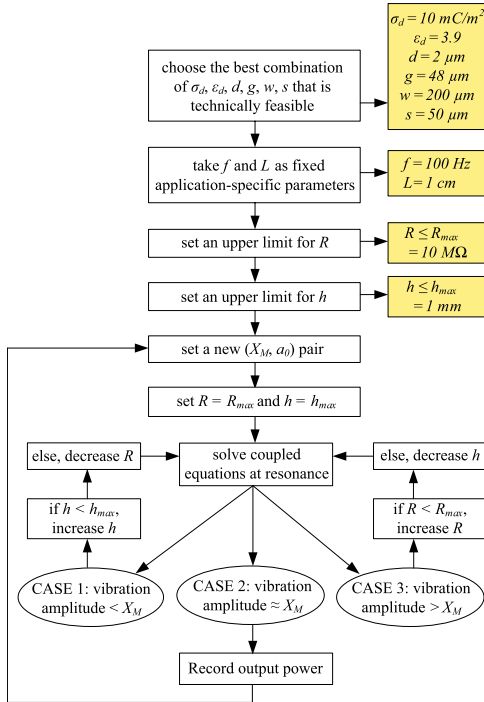 choose the best combination
of σd, εd, d, g, w, s that is
technically feasible
σd = 10 mC/m²
εd = 3.9
d = 2 μm
g = 48 μm
w = 200 μm
s = 50 μm
take f and L as fixed
application-specific parameters
f = 100 Hz
L = 1 cm
set an upper limit for R
R ≤ Rmax
= 10 MΩ
set an upper limit for h
h ≤ hmax
= 1 mm
set a new (XM, a0) pair
set R = Rmax and h = hmax
else, decrease R
solve coupled
equations at resonance
else, decrease h
if h < hmax,
increase h
if R < Rmax,
increase R
CASE 1: vibration
amplitude < XM
CASE 2: vibration
amplitude ≈ XM
CASE 3: vibration
amplitude > XM
Record output power